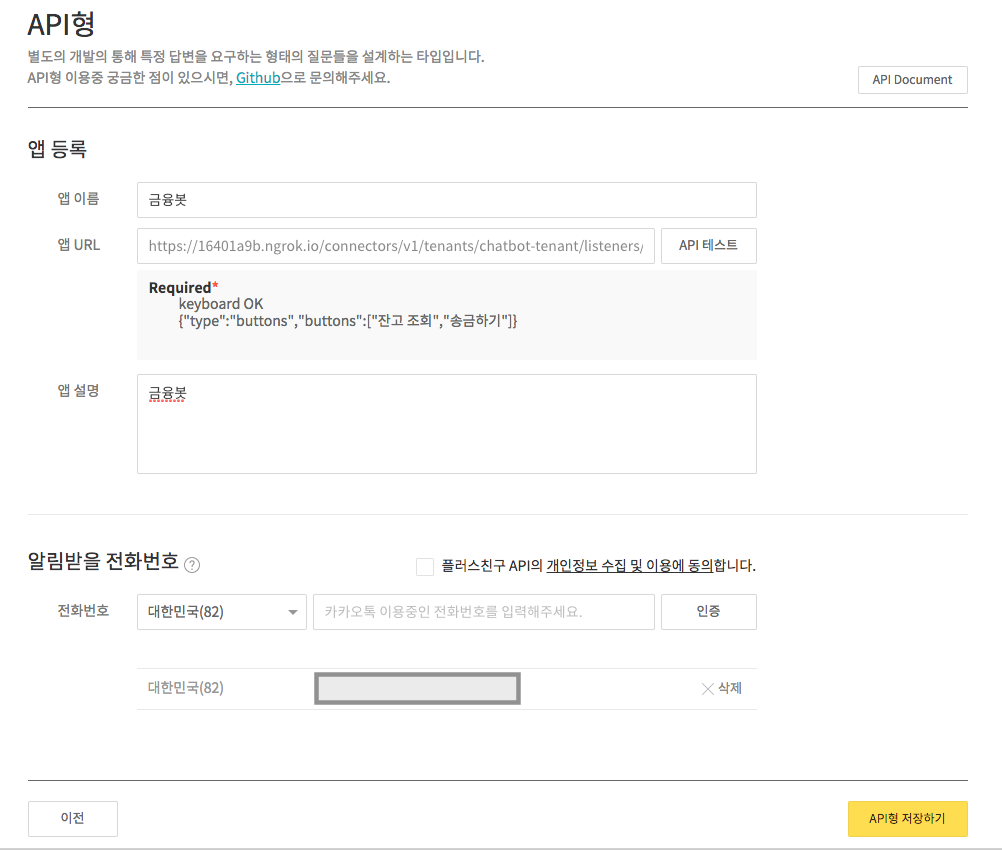 API형
별도의 개발의 통해 특정 답변을 요구하는 형태의 질문들을 설계하는 타입입니다.
API형 이용중 궁금한 점이 있으시면, Github으로 문의해주세요.
API Document
앱 등록
앱 이름
금융봇
앱 URL
https://16401a9b.ngrok.io/connectors/v1/tenants/chatbot-tenant/listeners/
API 테스트
Required*
keyboard OK
{"type":"buttons","buttons":["잔고 조회","송금하기"]}
앱 설명
금융봇
알림받을 전화번호 ?
플러스친구 API의 개인정보 수집 및 이용에 동의합니다.
전화번호
대한민국(82)
카카오톡 이용중인 전화번호를 입력해주세요.
인증
대한민국(82)
삭제
이전
API형 저장하기